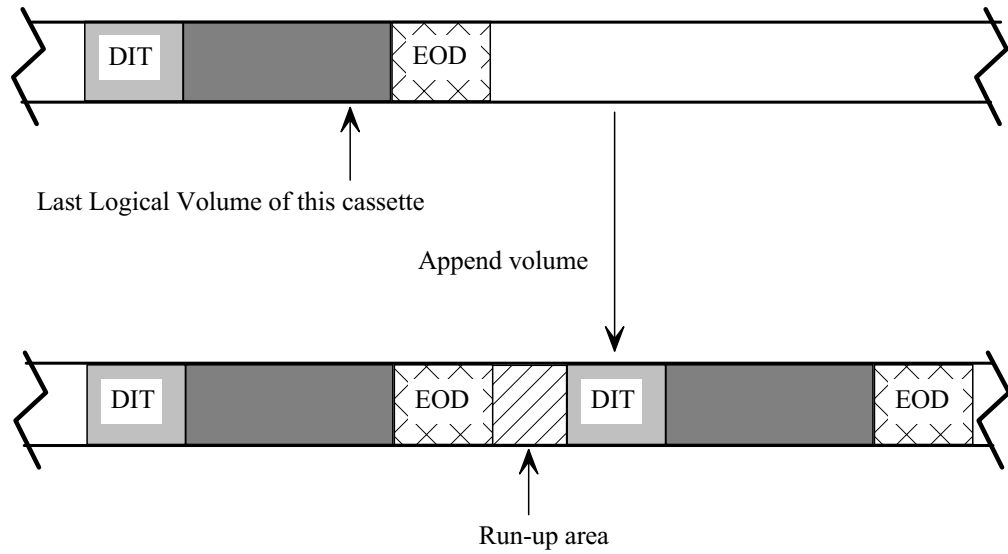 DIT EOD
Last Logical Volume of this cassette
Append volume
DIT EOD DIT EOD
Run-up area